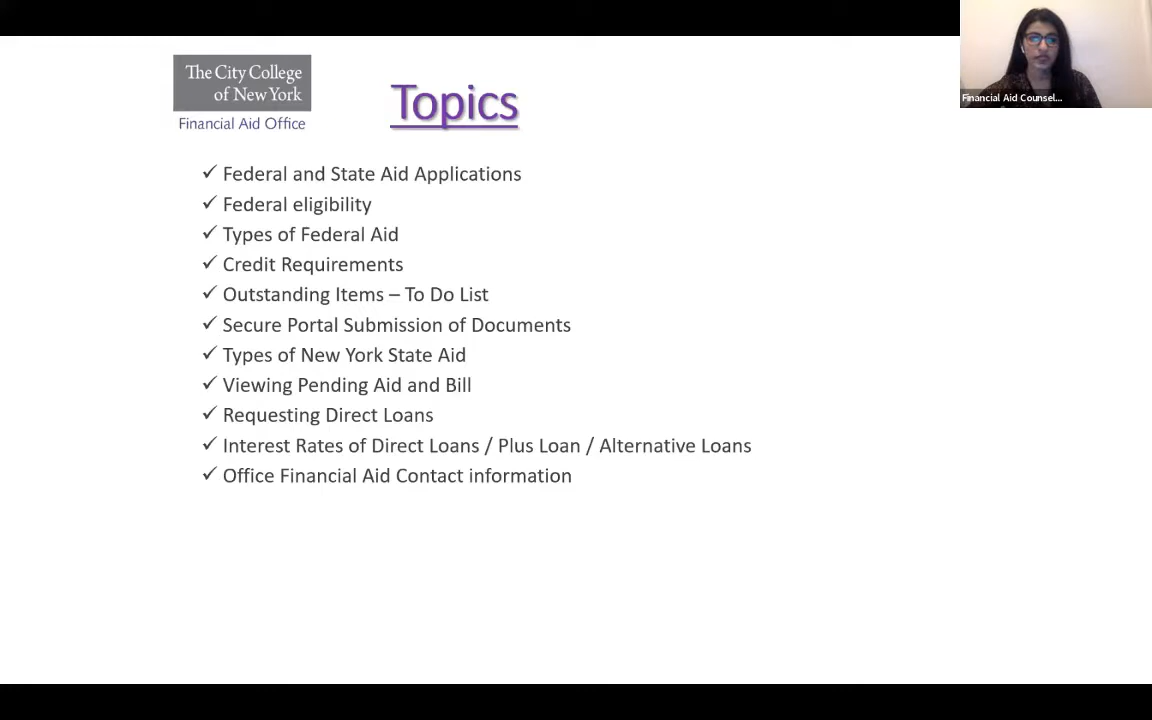 The City College
of New York
Financial Aid Office
Topics
✓ Federal and State Aid Applications
✓ Federal eligibility
✓ Types of Federal Aid
✓ Credit Requirements
✓ Outstanding Items – To Do List
✓ Secure Portal Submission of Documents
✓ Types of New York State Aid
✓ Viewing Pending Aid and Bill
✓ Requesting Direct Loans
✓ Interest Rates of Direct Loans / Plus Loan / Alternative Loans
✓ Office Financial Aid Contact information
Financial Aid Counsel...